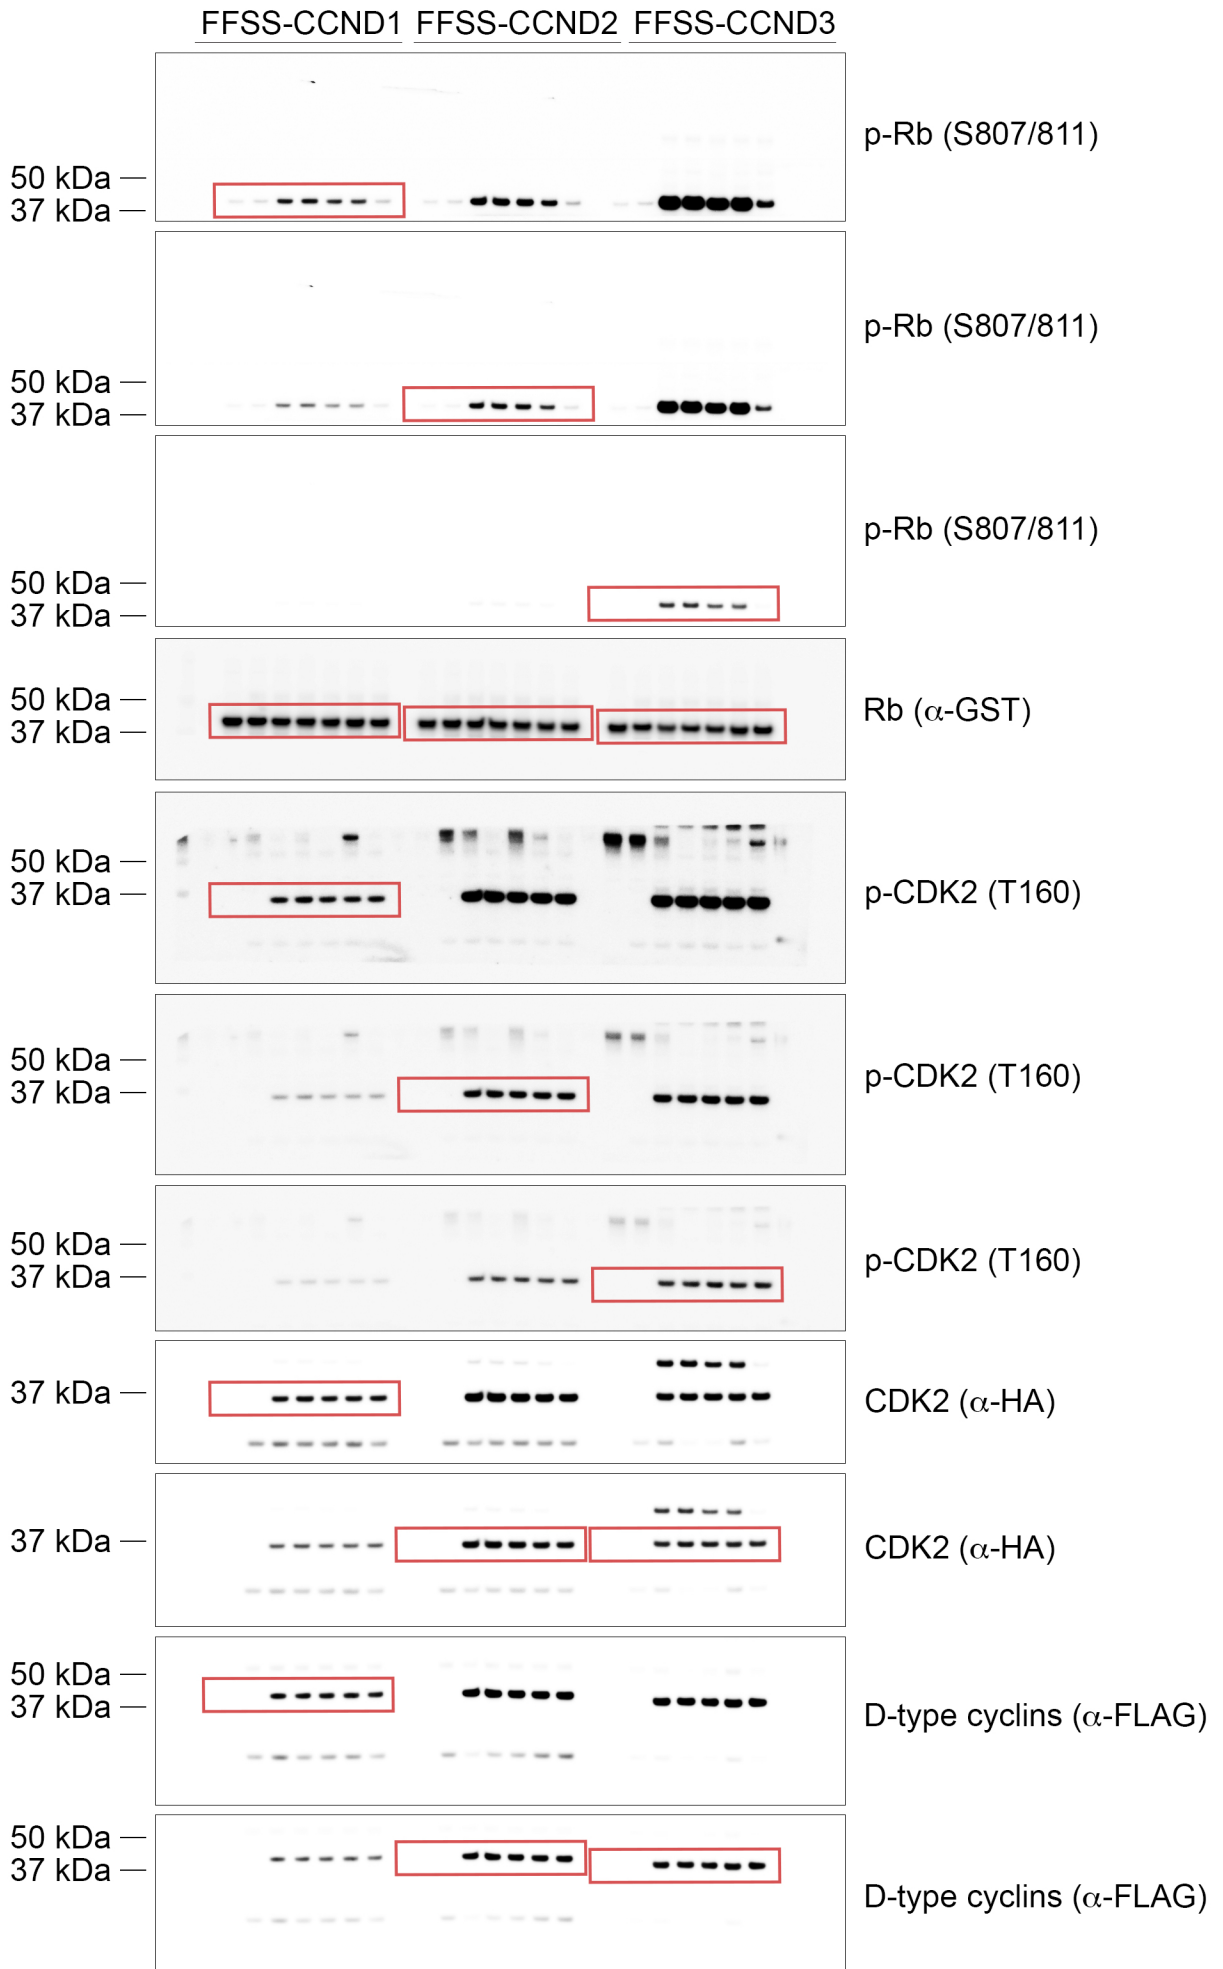 FFSS-CCND1 FFSS-CCND2 FFSS-CCND3
p-Rb (S807/811)
50 kDa
37 kDa
p-Rb (S807/811)
50 kDa
37 kDa
p-Rb (S807/811)
50 kDa
37 kDa
50 kDa
Rb (α-GST)
37 kDa
50 kDa
37 kDa
p-CDK2 (T160)
50 kDa
p-CDK2 (T160)
37 kDa
50 kDa
p-CDK2 (T160)
37 kDa
37 kDa
CDK2 (α-HA)
37 kDa
CDK2 (α-HA)
50 kDa
37 kDa
D-type cyclins (α-FLAG)
50 kDa
37 kDa
D-type cyclins (α-FLAG)